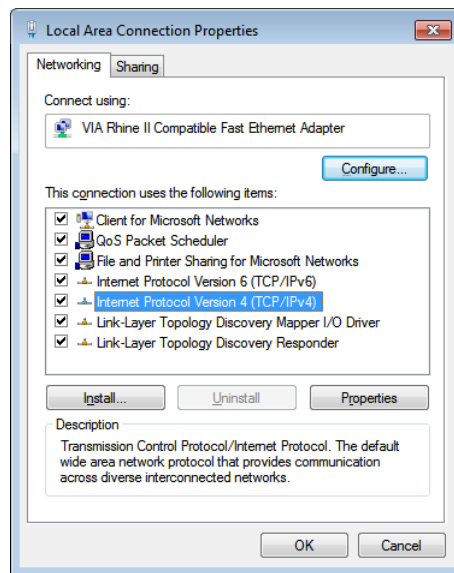 Local Area Connection Properties
Networking
Sharing
Connect using:
VIA Rhine II Compatible Fast Ethernet Adapter
Configure...
This connection uses the following items:
Client for Microsoft Networks
QoS Packet Scheduler
File and Printer Sharing for Microsoft Networks
Internet Protocol Version 6 (TCP/IPv6)
Internet Protocol Version 4 (TCP/IPv4)
Link-Layer Topology Discovery Mapper I/O Driver
Link-Layer Topology Discovery Responder
Install...
Uninstall
Properties
Description
Transmission Control Protocol/Internet Protocol. The default
wide area network protocol that provides communication
across diverse interconnected networks.
OK
Cancel